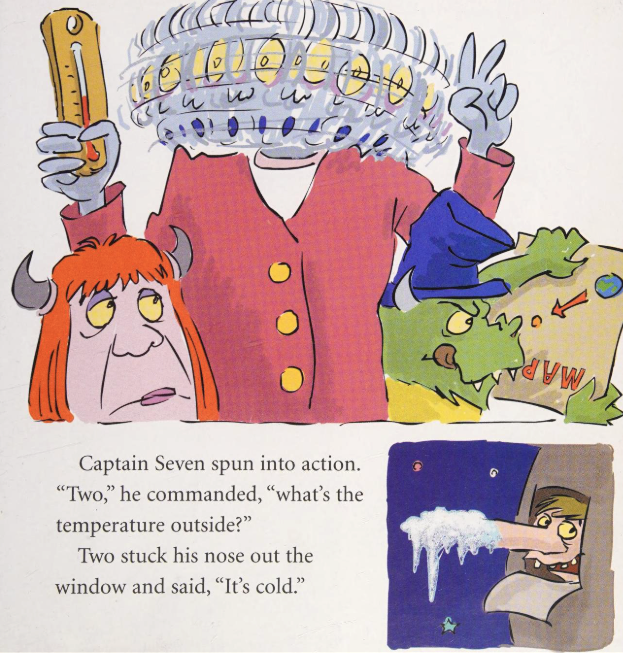 MAP
Captain Seven spun into action.
“Two,” he commanded, “what’s the
temperature outside?”
Two stuck his nose out the
window and said, “It’s cold.”